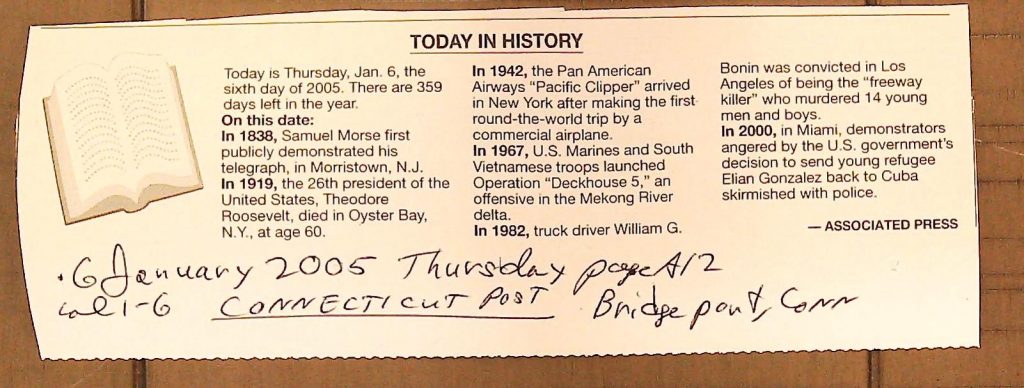 TODAY IN HISTORY
Today is Thursday, Jan. 6, the
sixth day of 2005. There are 359
days left in the year.
On this date:
In 1838, Samuel Morse first
publicly demonstrated his
telegraph, in Morristown, N.J.
In 1919, the 26th president of the
United States, Theodore
Roosevelt, died in Oyster Bay,
N.Y., at age 60.
In 1942, the Pan American
Airways “Pacific Clipper” arrived
in New York after making the first
round-the-world trip by a
commercial airplane.
In 1967, U.S. Marines and South
Vietnamese troops launched
Operation “Deckhouse 5,” an
offensive in the Mekong River
delta.
In 1982, truck driver William G.
Bonin was convicted in Los
Angeles of being the “freeway
killer” who murdered 14 young
men and boys.
In 2000, in Miami, demonstrators
angered by the U.S. government’s
decision to send young refugee
Elian Gonzalez back to Cuba
skirmished with police.
— ASSOCIATED PRESS
. 6 January 2005 Thursday page A12
col 1-6 CONNECTICUT POST Bridgeport, Conn